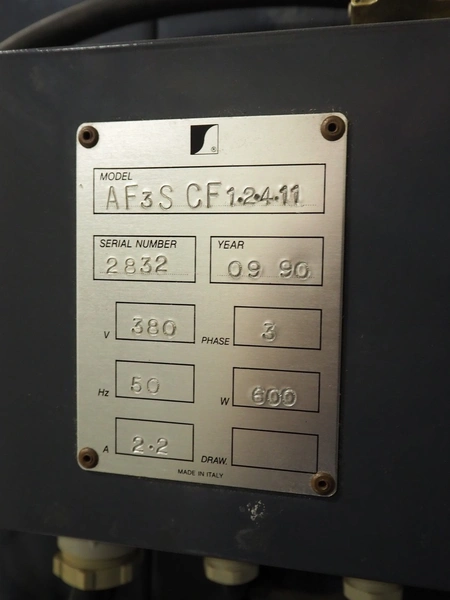 ®
MODEL
AF3S CF1.2.4.11
SERIAL NUMBER YEAR
2832 09 90
V 380 PHASE 3
Hz 50 W 600
A 2.2 DRAW.
MADE IN ITALY